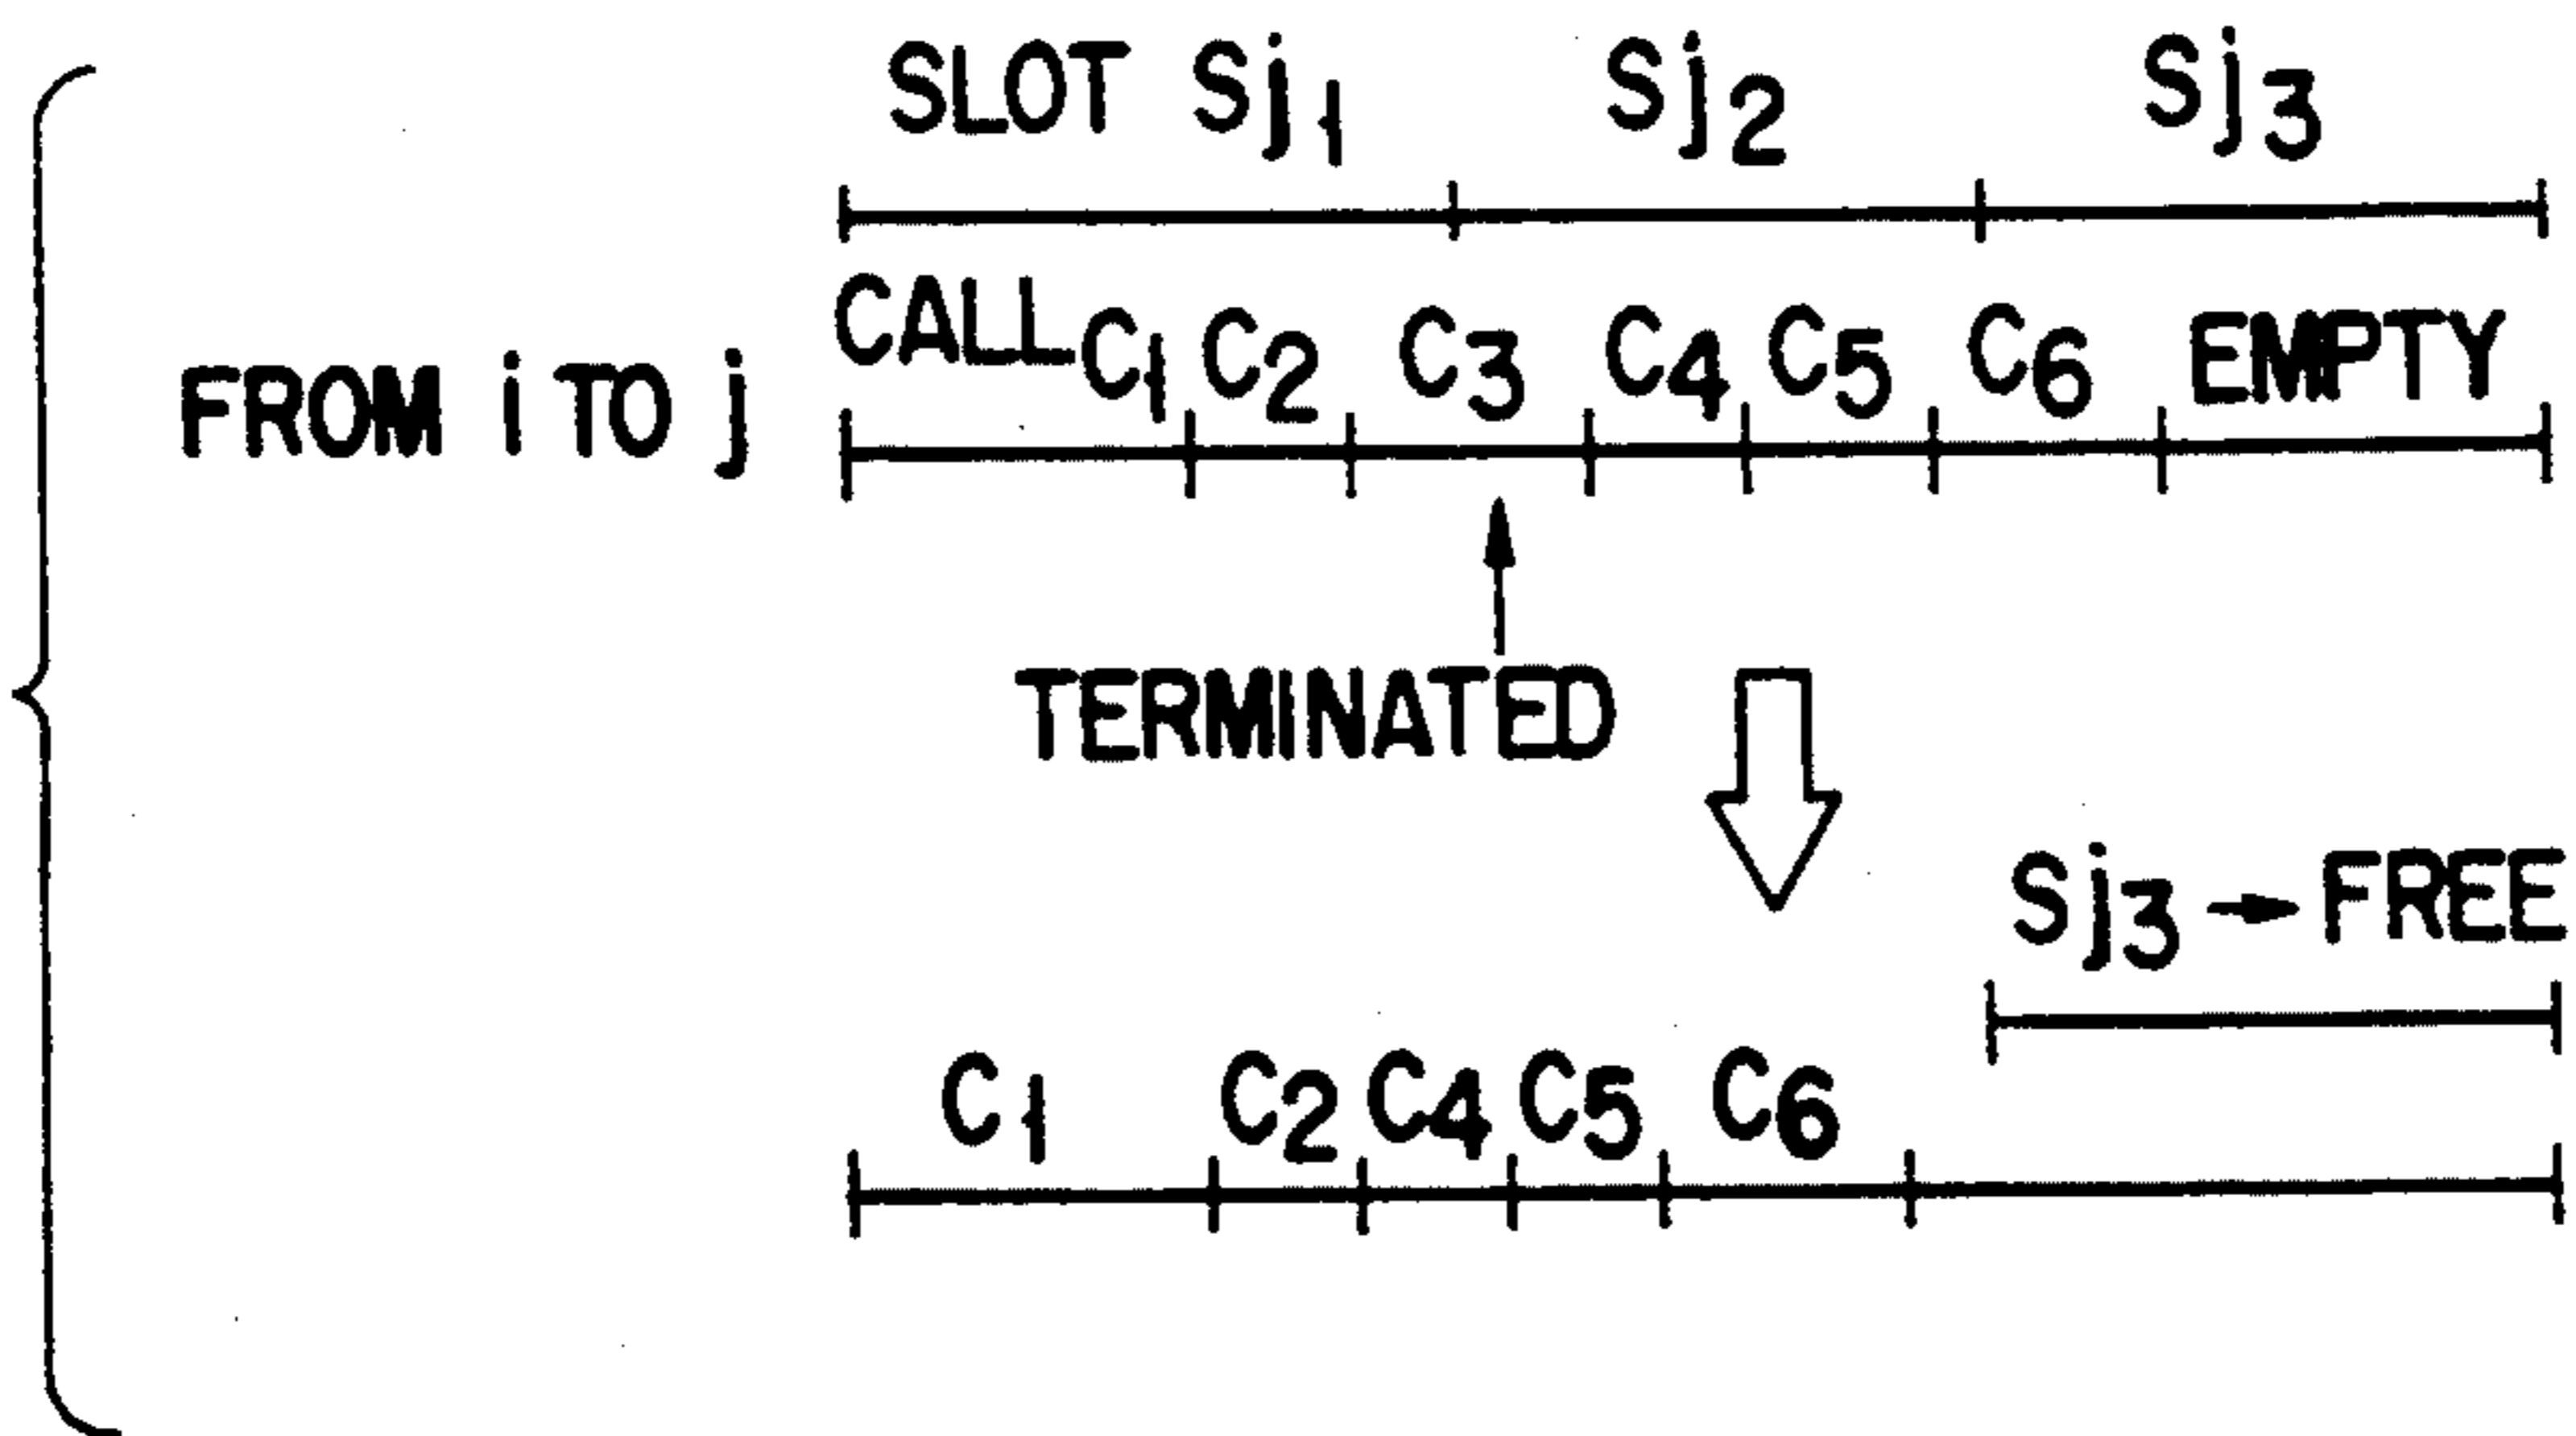 SLOT Sj1 Sj2 Sj3
CALL C1 C2 C3 C4 C5 C6 EMPTY
FROM i TO j
TERMINATED
Sj3 → FREE
C1 C2 C4 C5 C6